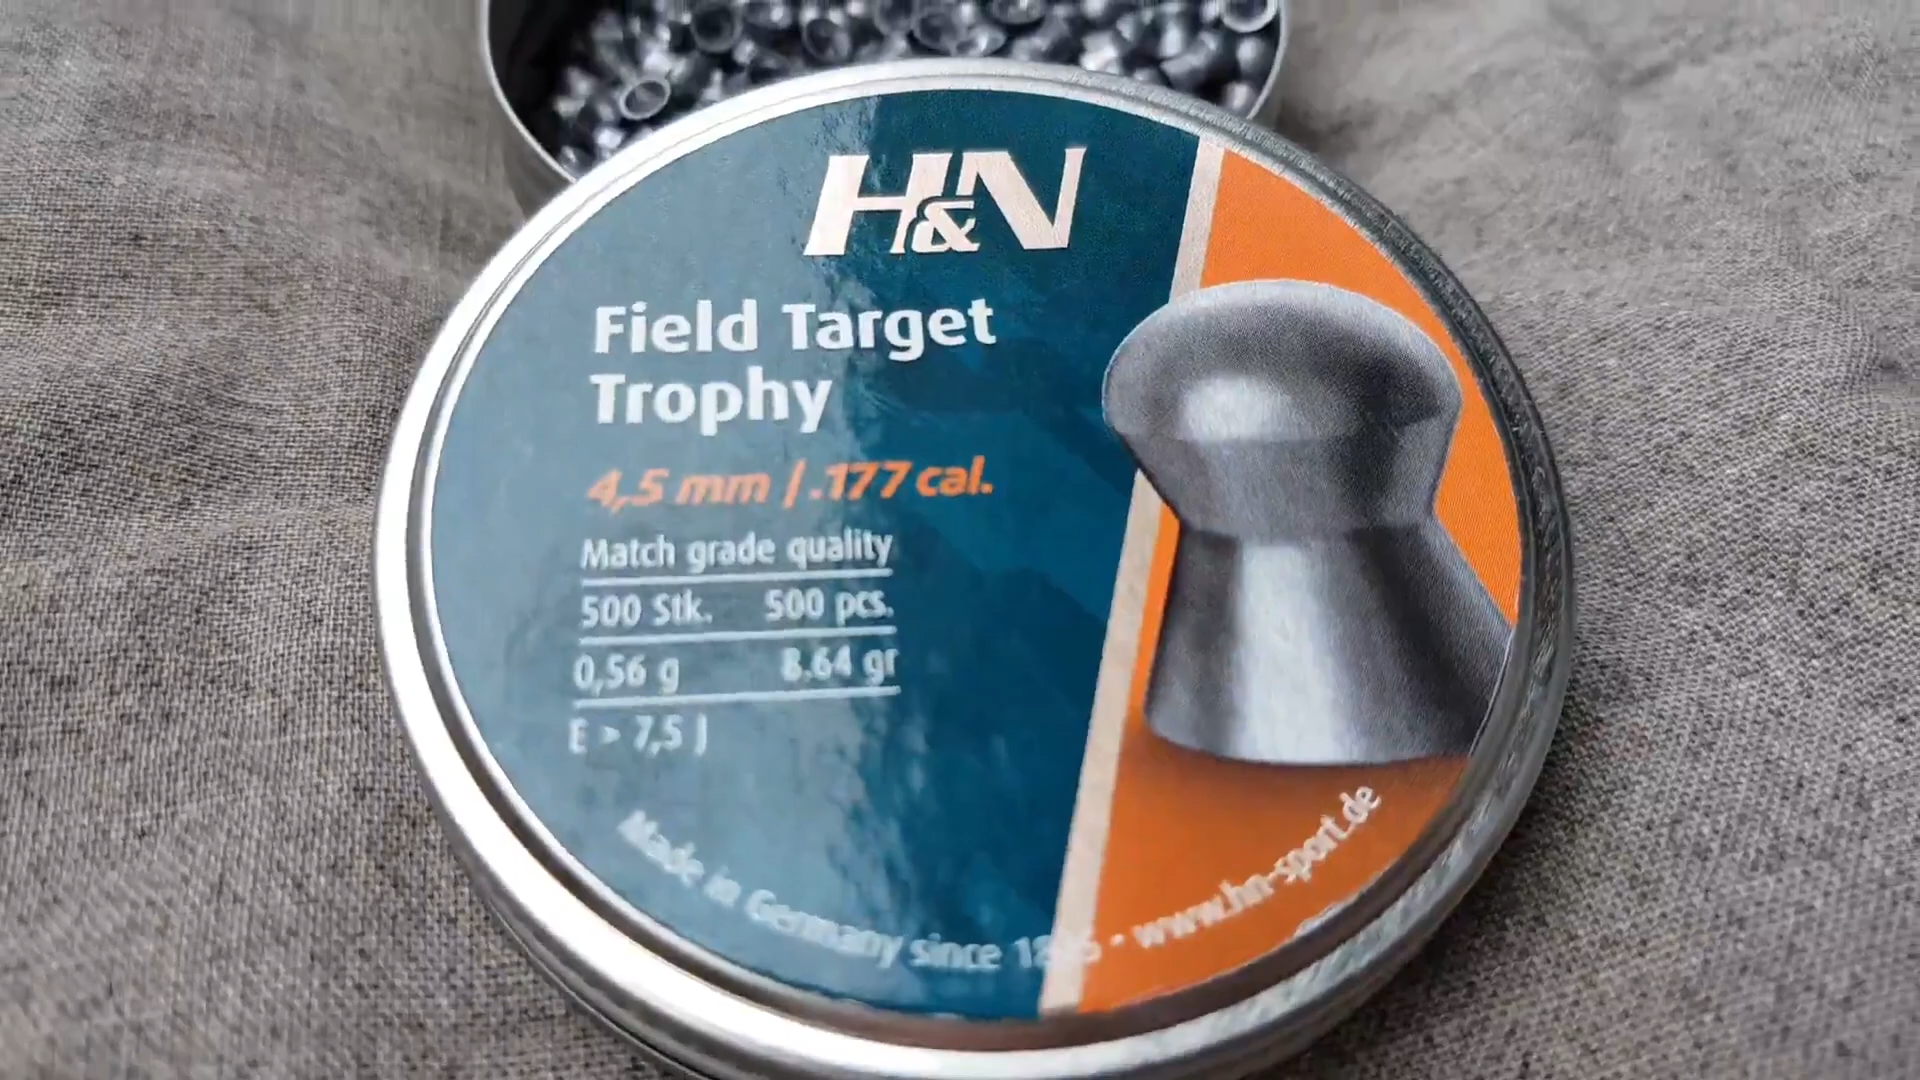 H&N
Field Target
Trophy
4,5 mm / .177 cal.
Match grade quality
500 Stk. 500 pcs.
0,56 g 8.64 gr
E > 7,5 J
Made in Germany since • www.hn-sport.de